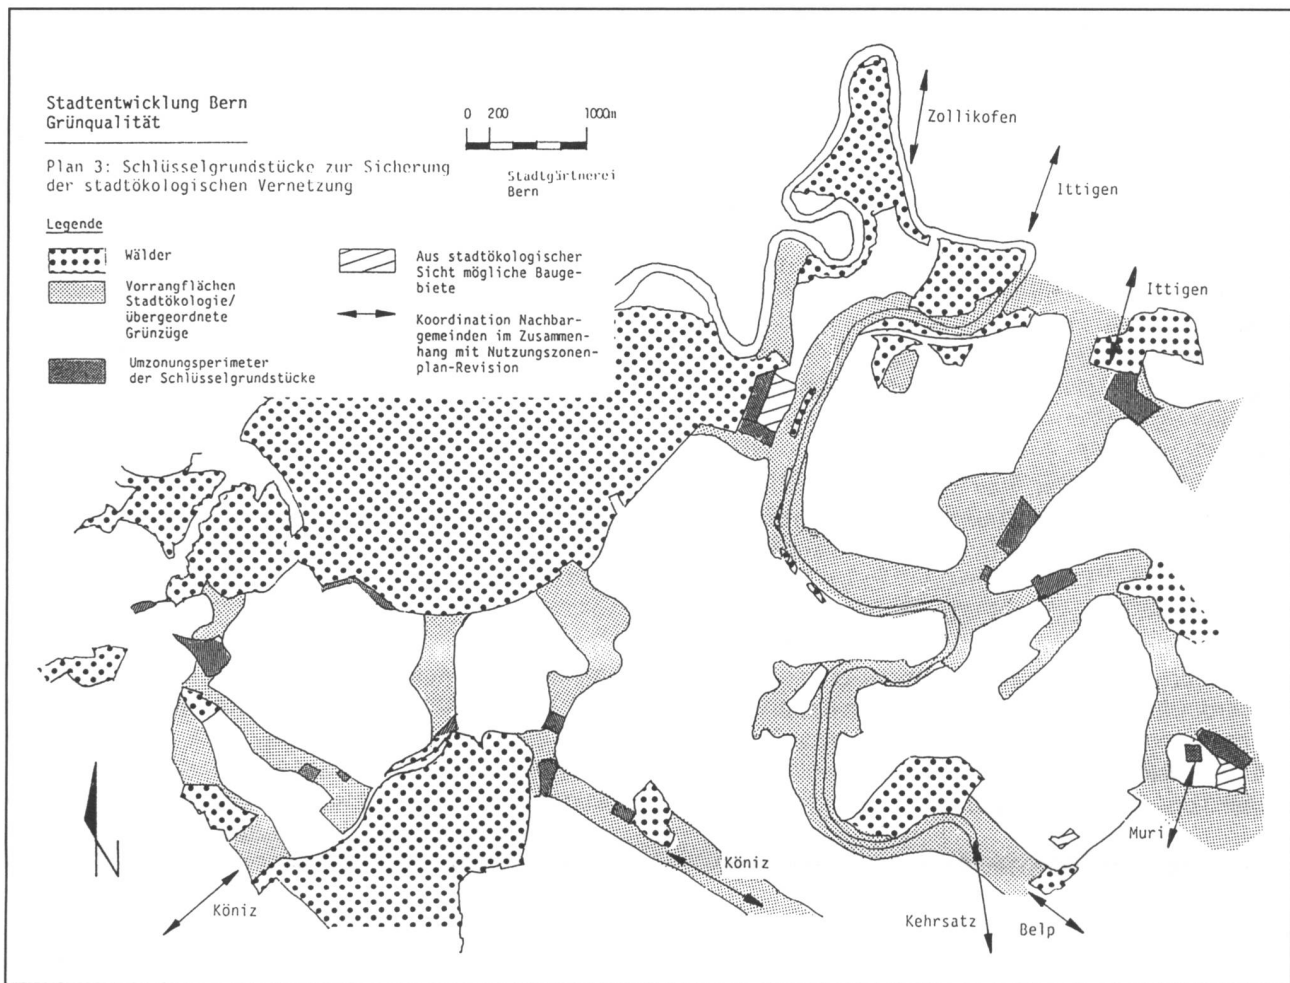 Stadtentwicklung Bern
Grünqualität
0 200 1000m
Plan 3: Schlüsselgrundstücke zur Sicherung
der stadtökologischen Vernetzung
Stadtgärtnerei
Bern
Legende
Wälder
Vorrangflächen
Stadtökologie/
übergeordnete
Grünzüge
Umzonungsperimeter
der Schlüsselgrundstücke
Aus stadtökologischer
Sicht mögliche Bauge-
biete
Koordination Nachbar-
gemeinden im Zusammen-
hang mit Nutzungszonen-
plan-Revision
Zollikofen
Ittigen
Ittigen
Muri
Köniz
Köniz
Kehrsatz
Belp
N